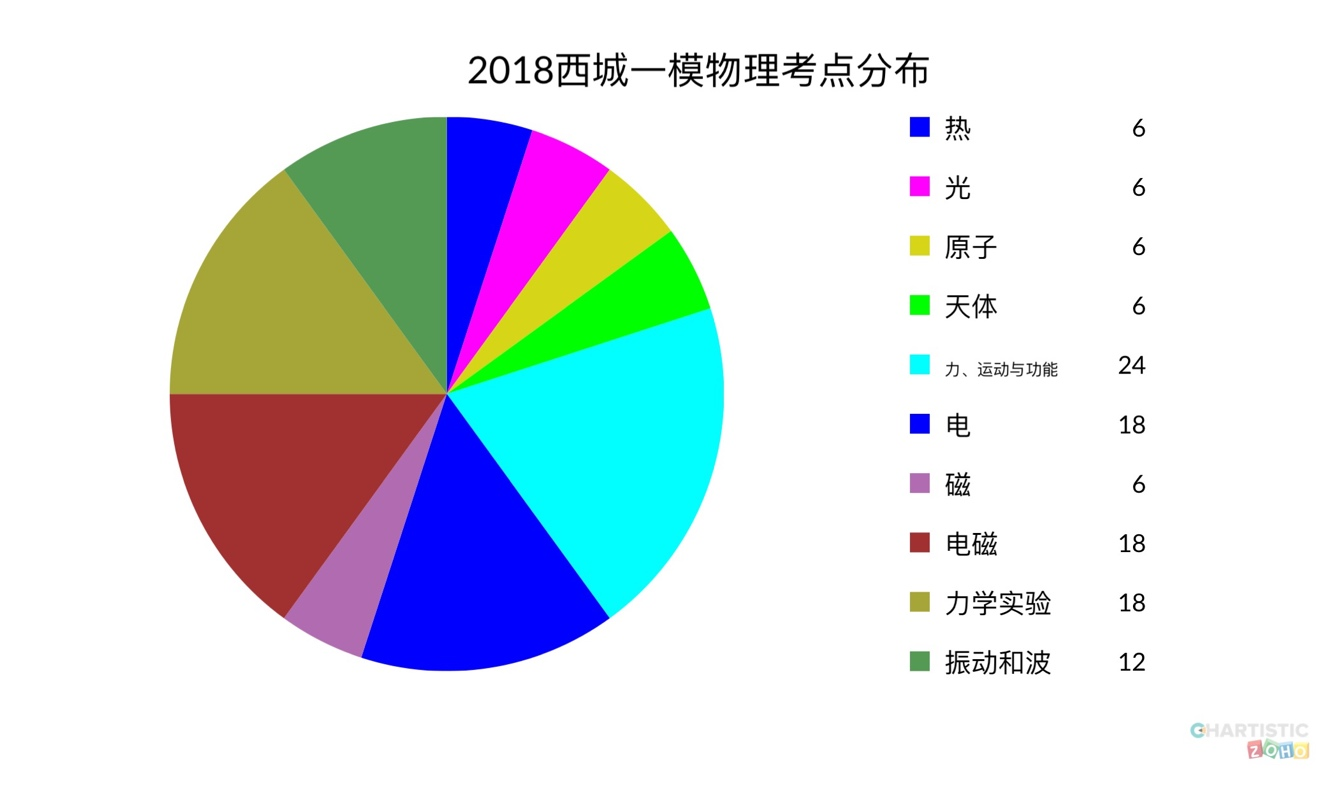 2018西城一模物理考点分布
热 6
光 6
原子 6
天体 6
力、运动与功能 24
电 18
磁 6
电磁 18
力学实验 18
振动和波 12
CHARTISTIC
ZOHO